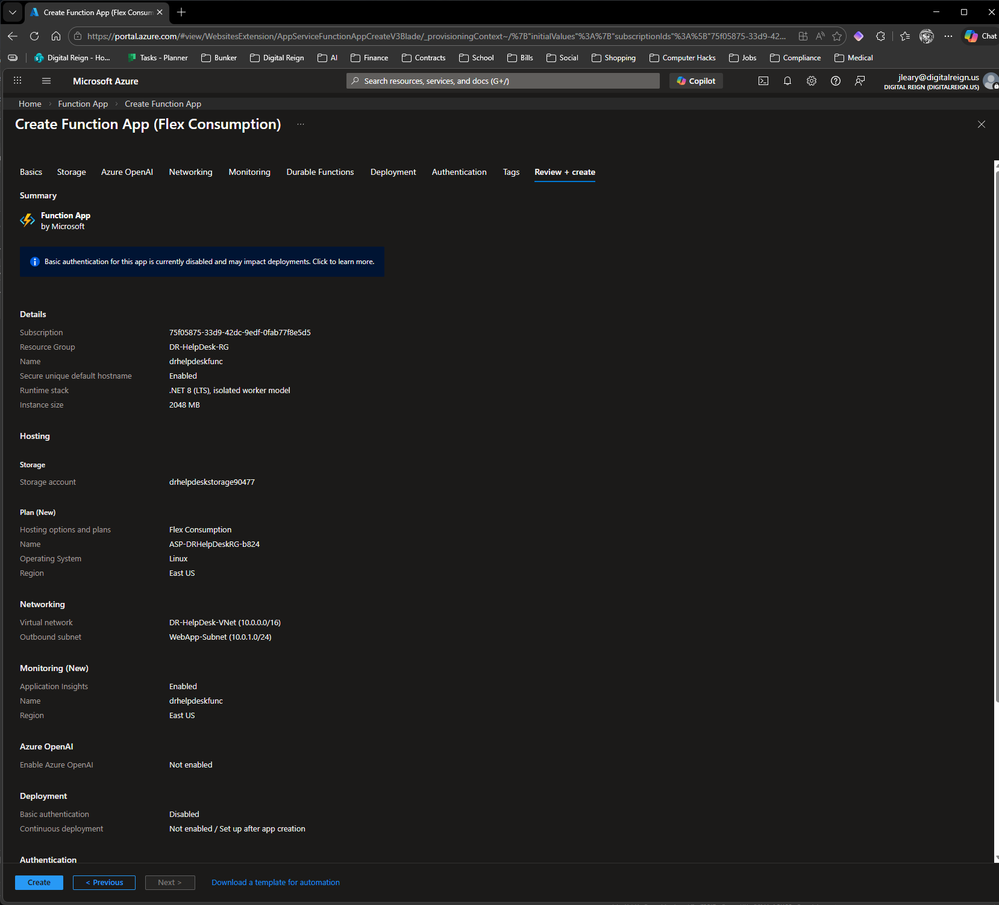 Create Function App (Flex Consum
https://portal.azure.com/#view/WebsitesExtension/AppServiceFunctionAppCreateV3Blade/_provisioningContext~/%7B"initialValues"%3A%7B"subscriptionIds"%3A%5B"75f05875-33d9-42...
Chat
Digital Reign - Ho...
Tasks - Planner
Bunker
Digital Reign
AI
Finance
Contracts
School
Bills
Social
Shopping
Computer Hacks
Jobs
Compliance
Medical
Microsoft Azure
Search resources, services, and docs (G+/)
Copilot
jleary@digitalreign.us
DIGITAL REIGN (DIGITALREIGN.US)
Home > Function App > Create Function App
Create Function App (Flex Consumption) ...
Basics
Storage
Azure OpenAI
Networking
Monitoring
Durable Functions
Deployment
Authentication
Tags
Review + create
Summary
Function App
by Microsoft
Basic authentication for this app is currently disabled and may impact deployments. Click to learn more.
Details
Subscription 75f05875-33d9-42dc-9edf-0fab77f8e5d5
Resource Group DR-HelpDesk-RG
Name drhelpdeskfunc
Secure unique default hostname Enabled
Runtime stack .NET 8 (LTS), isolated worker model
Instance size 2048 MB
Hosting
Storage
Storage account drhelpdeskstorage90477
Plan (New)
Hosting options and plans Flex Consumption
Name ASP-DRHelpDeskRG-b824
Operating System Linux
Region East US
Networking
Virtual network DR-HelpDesk-VNet (10.0.0.0/16)
Outbound subnet WebApp-Subnet (10.0.1.0/24)
Monitoring (New)
Application Insights Enabled
Name drhelpdeskfunc
Region East US
Azure OpenAI
Enable Azure OpenAI Not enabled
Deployment
Basic authentication Disabled
Continuous deployment Not enabled / Set up after app creation
Authentication
Create
< Previous
Next >
Download a template for automation